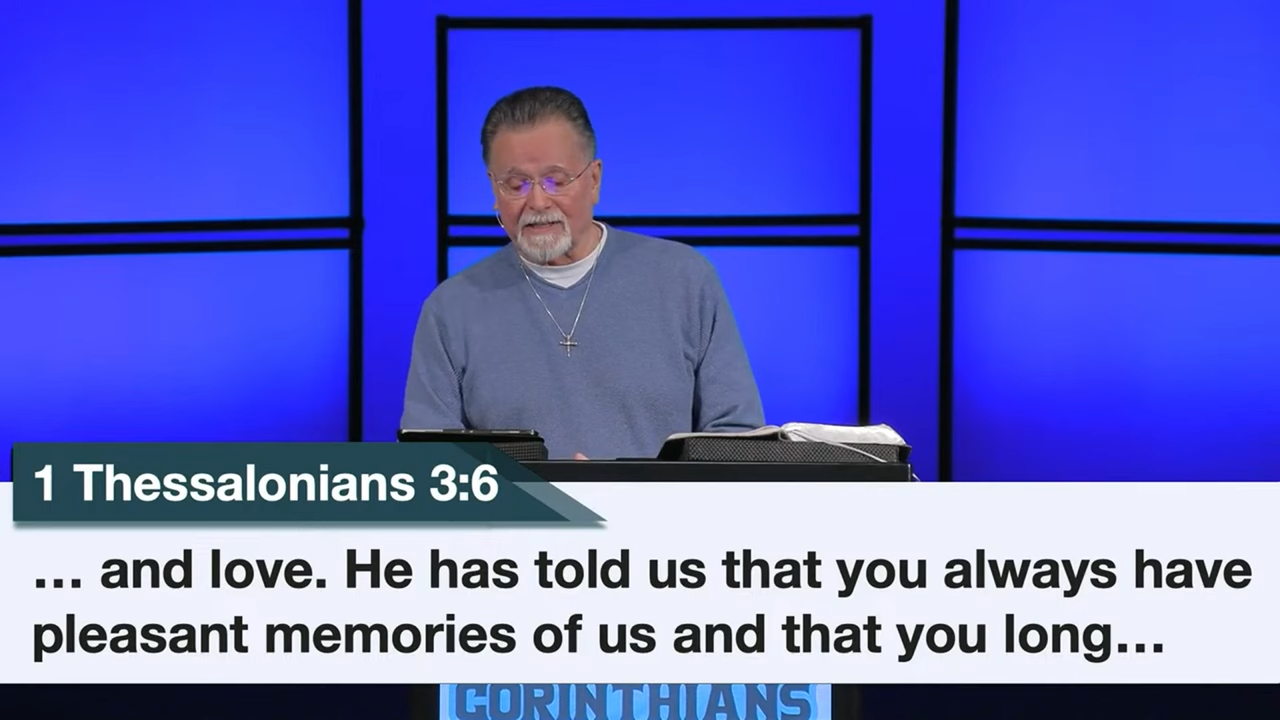 1 Thessalonians 3:6
… and love. He has told us that you always have
pleasant memories of us and that you long…
CORINTHIANS